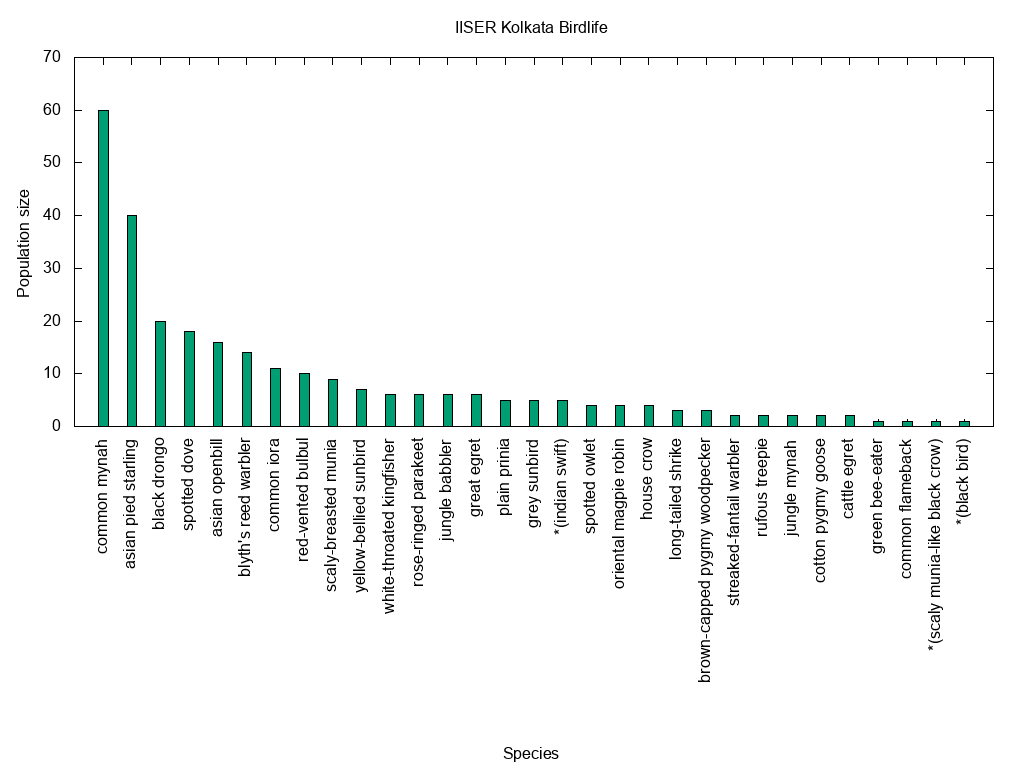 IISER Kolkata Birdlife
70
60
50
40
30
20
10
0
Population size
common mynah
asian pied starling
black drongo
spotted dove
asian openbill
blyth's reed warbler
common iora
red-vented bulbul
scaly-breasted munia
yellow-bellied sunbird
white-throated kingfisher
rose-ringed parakeet
jungle babbler
great egret
plain prinia
grey sunbird
*(indian swift)
spotted owlet
oriental magpie robin
house crow
long-tailed shrike
brown-capped pygmy woodpecker
streaked-fantail warbler
rufous treepie
jungle mynah
cotton pygmy goose
cattle egret
green bee-eater
common flameback
*(scaly munia-like black crow)
*(black bird)
Species